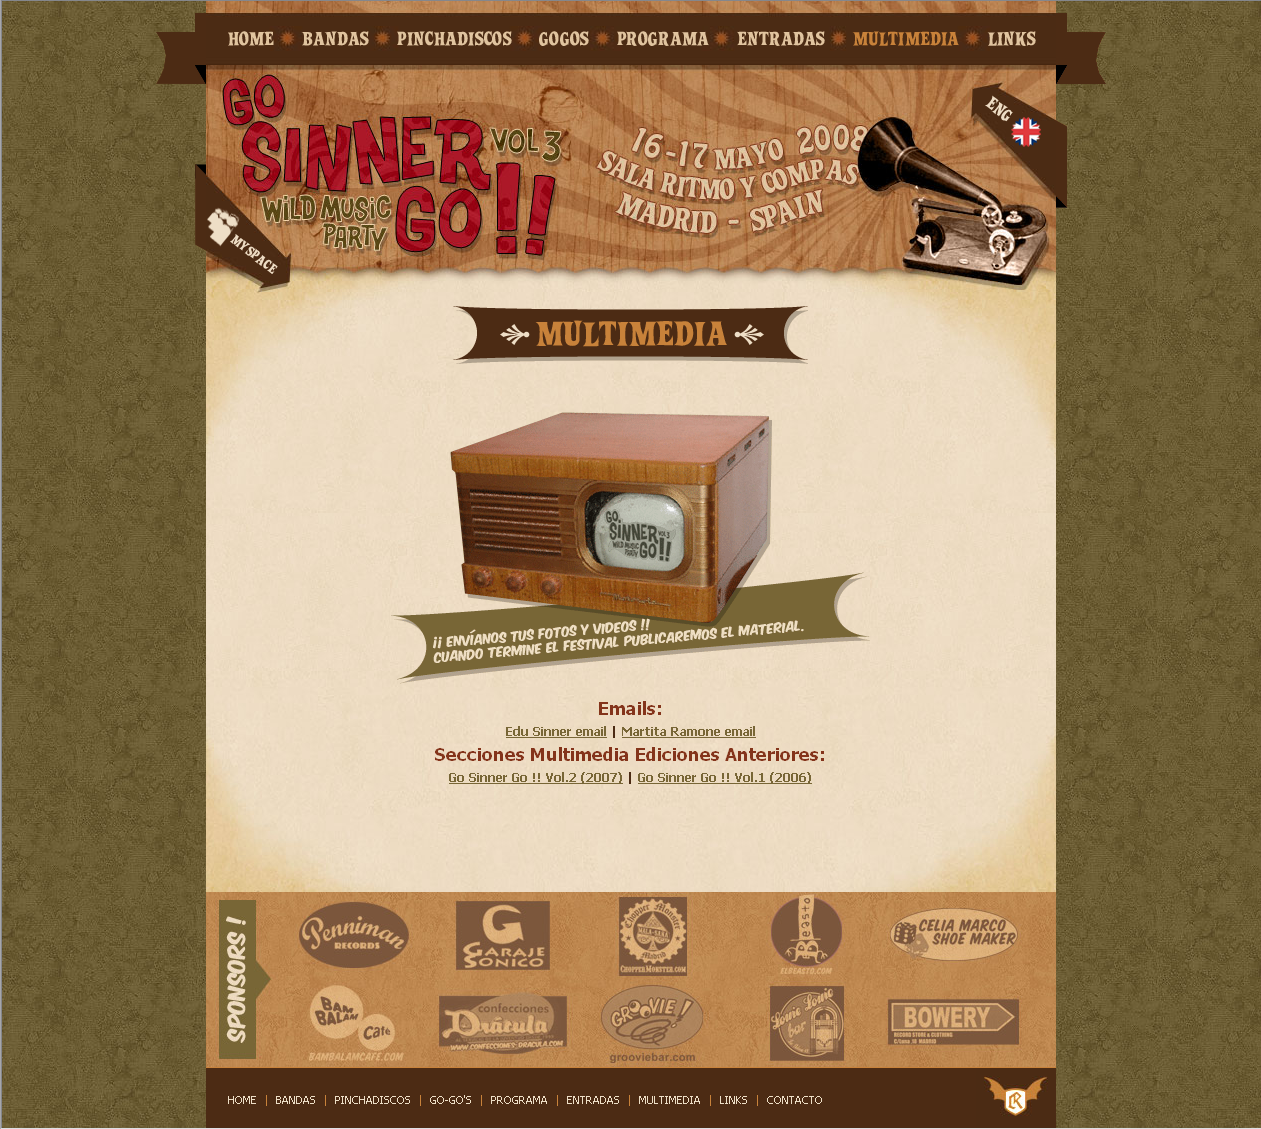 HOME BANDAS PINCHADISCOS GOGOS PROGRAMA ENTRADAS MULTIMEDIA LINKS
GO
SINNER
GO!!
VOL 3
WILD MUSIC
PARTY
16-17 MAYO 2008
SALA RITMO Y COMPAS
MADRID - SPAIN
ENG
MYSPACE
MULTIMEDIA
GO,
SINNER
VOL 3
WILD MUSIC
PARTY
GO!!
¡¡ ENVÍANOS TUS FOTOS Y VIDEOS !!
CUANDO TERMINE EL FESTIVAL PUBLICAREMOS EL MATERIAL.
Emails:
Edu Sinner email | Martita Ramone email
Secciones Multimedia Ediciones Anteriores:
Go Sinner Go !! Vol.2 (2007) | Go Sinner Go !! Vol.1 (2006)
SPONSORS !
Penniman
RECORDS
G
GARAJE
SONICO
Chopper Monster
Madrid
CHOPPERMONSTER.COM
Beasto
ELBEASTO.COM
CELIA MARCO
SHOE MAKER
BAM
BALAM
Cafe
BAMBALAMCAFE.COM
confecciones
Drácula
WWW.CONFECCIONES-DRACULA.COM
GROOVIE!
grooviebar.com
Louie Louie
bar
BOWERY
RECORD STORE & CLOTHING
HOME | BANDAS | PINCHADISCOS | GO-GO'S | PROGRAMA | ENTRADAS | MULTIMEDIA | LINKS | CONTACTO